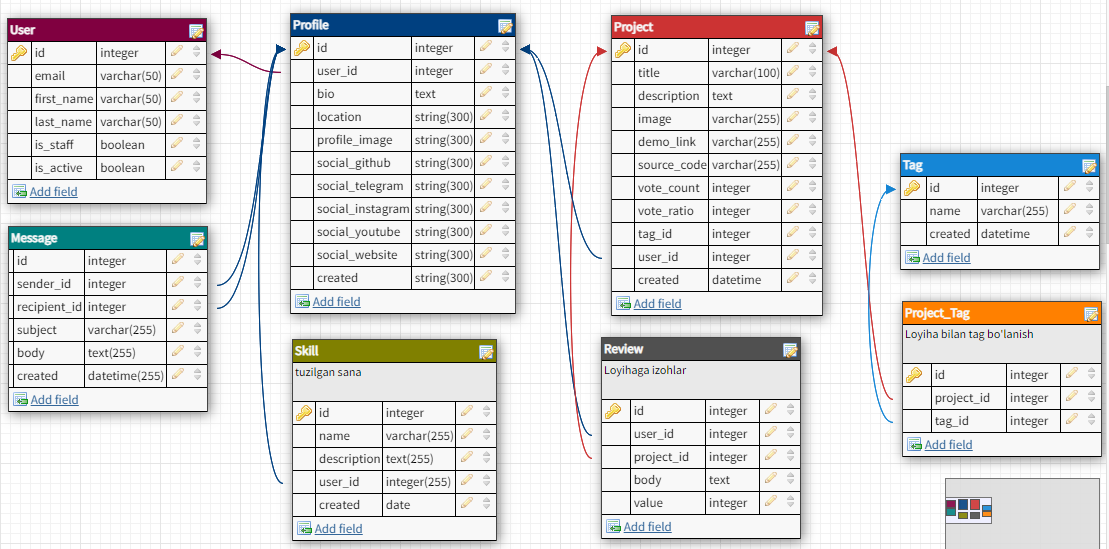 User
id integer
email varchar(50)
first_name varchar(50)
last_name varchar(50)
is_staff boolean
is_active boolean
Add field
Message
id integer
sender_id integer
recipient_id integer
subject varchar(255)
body text(255)
created datetime(255)
Add field
Profile
id integer
user_id integer
bio text
location string(300)
profile_image string(300)
social_github string(300)
social_telegram string(300)
social_instagram string(300)
social_youtube string(300)
social_website string(300)
created string(300)
Add field
Skill
tuzilgan sana
id integer
name varchar(255)
description text(255)
user_id integer(255)
created date
Add field
Project
id integer
title varchar(100)
description text
image varchar(255)
demo_link varchar(255)
source_code varchar(255)
vote_count integer
vote_ratio integer
tag_id integer
user_id integer
created datetime
Add field
Review
Loyihaga izohlar
id integer
user_id integer
project_id integer
body text
value integer
Add field
Tag
id integer
name varchar(255)
created datetime
Add field
Project_Tag
Loyiha bilan tag bo'lanish
id integer
project_id integer
tag_id integer
Add field